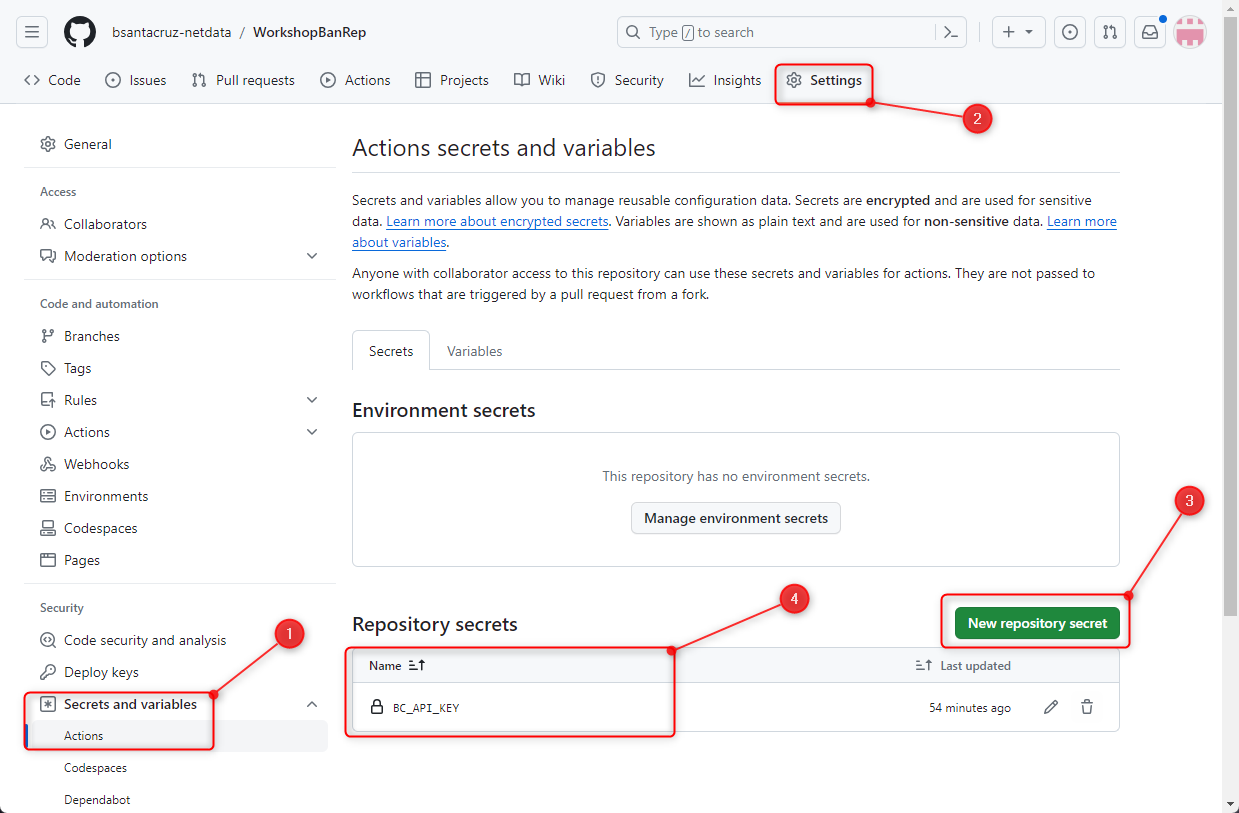 bsantacruz-netdata / WorkshopBanRep
Type / to search
Code Issues Pull requests Actions Projects Wiki Security Insights Settings
2
General
Access
Collaborators
Moderation options
Code and automation
Branches
Tags
Rules
Actions
Webhooks
Environments
Codespaces
Pages
Security
1
Code security and analysis
Deploy keys
Secrets and variables
Actions
Codespaces
Dependabot
Actions secrets and variables
Secrets and variables allow you to manage reusable configuration data. Secrets are encrypted and are used for sensitive
data. Learn more about encrypted secrets. Variables are shown as plain text and are used for non-sensitive data. Learn more
about variables.
Anyone with collaborator access to this repository can use these secrets and variables for actions. They are not passed to
workflows that are triggered by a pull request from a fork.
Secrets Variables
Environment secrets
This repository has no environment secrets.
Manage environment secrets
3
4
Repository secrets
New repository secret
Name Last updated
BC_API_KEY 54 minutes ago